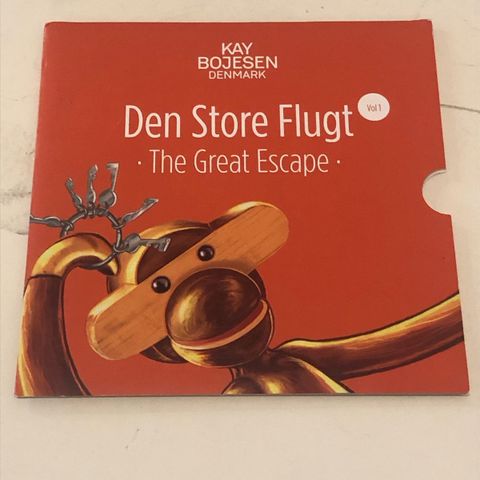 KAY
BOJESEN
DENMARK
Den Store Flugt
Vol 1
· The Great Escape ·